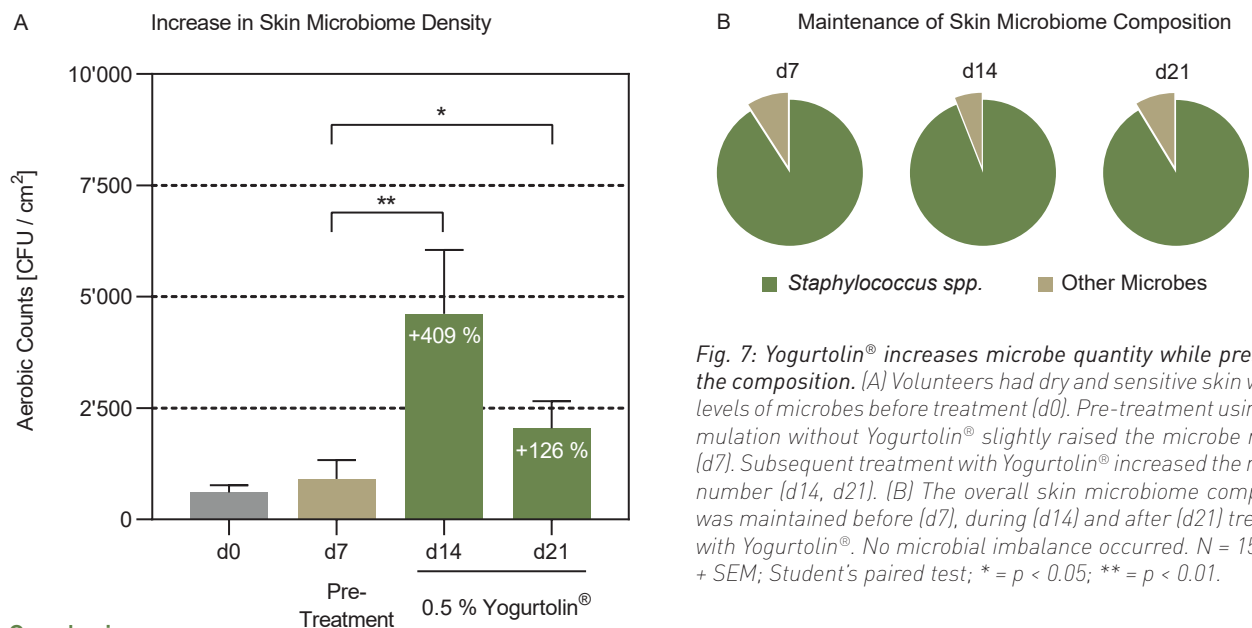 A Increase in Skin Microbiome Density
10'000
7'500
5'000
2'500
0
Aerobic Counts [CFU / cm²]
*
**
+409 %
+126 %
d0 d7 d14 d21
Pre-
Treatment
0.5 % Yogurtolin®
B Maintenance of Skin Microbiome Composition
d7 d14 d21
Staphylococcus spp. Other Microbes
Fig. 7: Yogurtolin® increases microbe quantity while pre
the composition. (A) Volunteers had dry and sensitive skin w
levels of microbes before treatment (d0). Pre-treatment usin
mulation without Yogurtolin® slightly raised the microbe n
(d7). Subsequent treatment with Yogurtolin® increased the
number (d14, d21). (B) The overall skin microbiome comp
was maintained before (d7), during (d14) and after (d21) tre
with Yogurtolin®. No microbial imbalance occurred. N = 15
+ SEM; Student's paired test; * = p < 0.05; ** = p < 0.01.